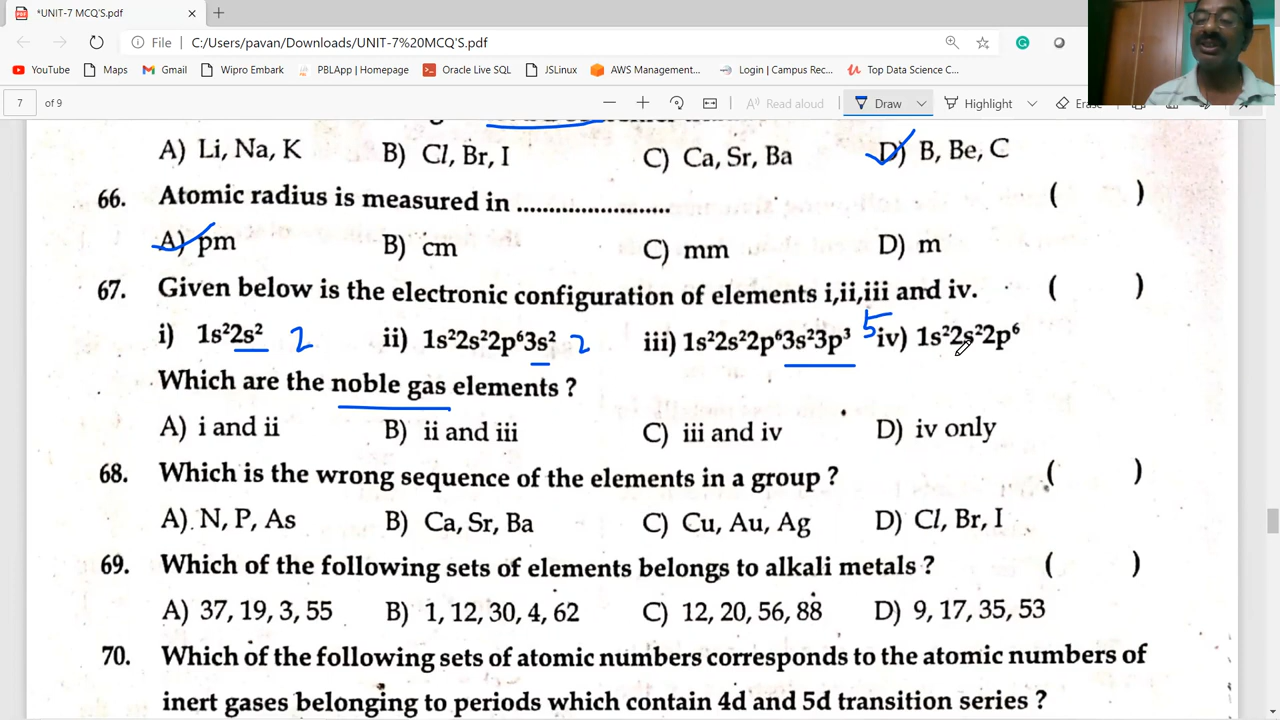 *UNIT-7 MCQ'S.pdf
File C:/Users/pavan/Downloads/UNIT-7%20MCQ'S.pdf
YouTube Maps Gmail Wipro Embark PBLApp | Homepage Oracle Live SQL JSLinux AWS Management... Login | Campus Rec... Top Data Science C...
7 of 9 Read aloud Draw Highlight Erase
A) Li, Na, K B) Cl, Br, I C) Ca, Sr, Ba D) B, Be, C
66. Atomic radius is measured in ........................ ( )
A) pm B) cm C) mm D) m
67. Given below is the electronic configuration of elements i,ii,iii and iv. ( )
i) 1s²2s² 2 ii) 1s²2s²2p⁶3s² 2 iii) 1s²2s²2p⁶3s²3p³ 5 iv) 1s²2s²2p⁶
Which are the noble gas elements ?
A) i and ii B) ii and iii C) iii and iv D) iv only
68. Which is the wrong sequence of the elements in a group ? ( )
A) N, P, As B) Ca, Sr, Ba C) Cu, Au, Ag D) Cl, Br, I
69. Which of the following sets of elements belongs to alkali metals ? ( )
A) 37, 19, 3, 55 B) 1, 12, 30, 4, 62 C) 12, 20, 56, 88 D) 9, 17, 35, 53
70. Which of the following sets of atomic numbers corresponds to the atomic numbers of
inert gases belonging to periods which contain 4d and 5d transition series ?